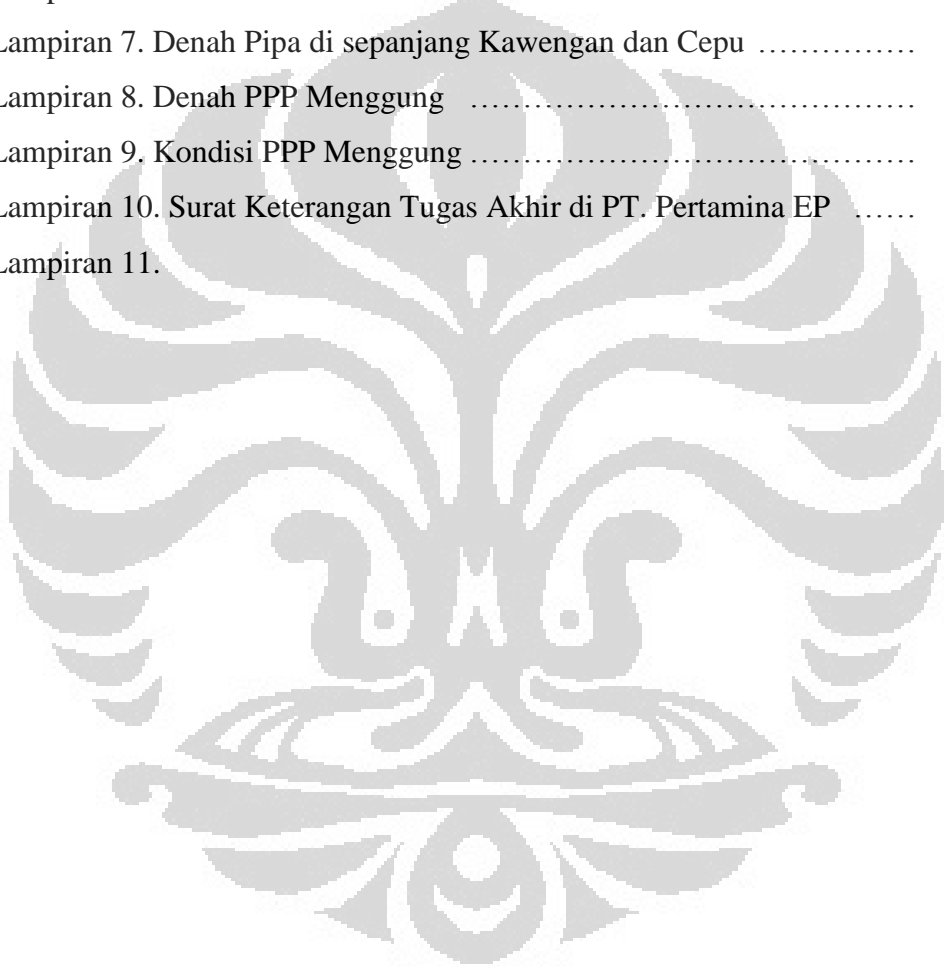 Lampiran 7. Denah Pipa di sepanjang Kawengan dan Cepu ……………
Lampiran 8. Denah PPP Menggung ……………………………………
Lampiran 9. Kondisi PPP Menggung ……………………………………
Lampiran 10. Surat Keterangan Tugas Akhir di PT. Pertamina EP ……
Lampiran 11.